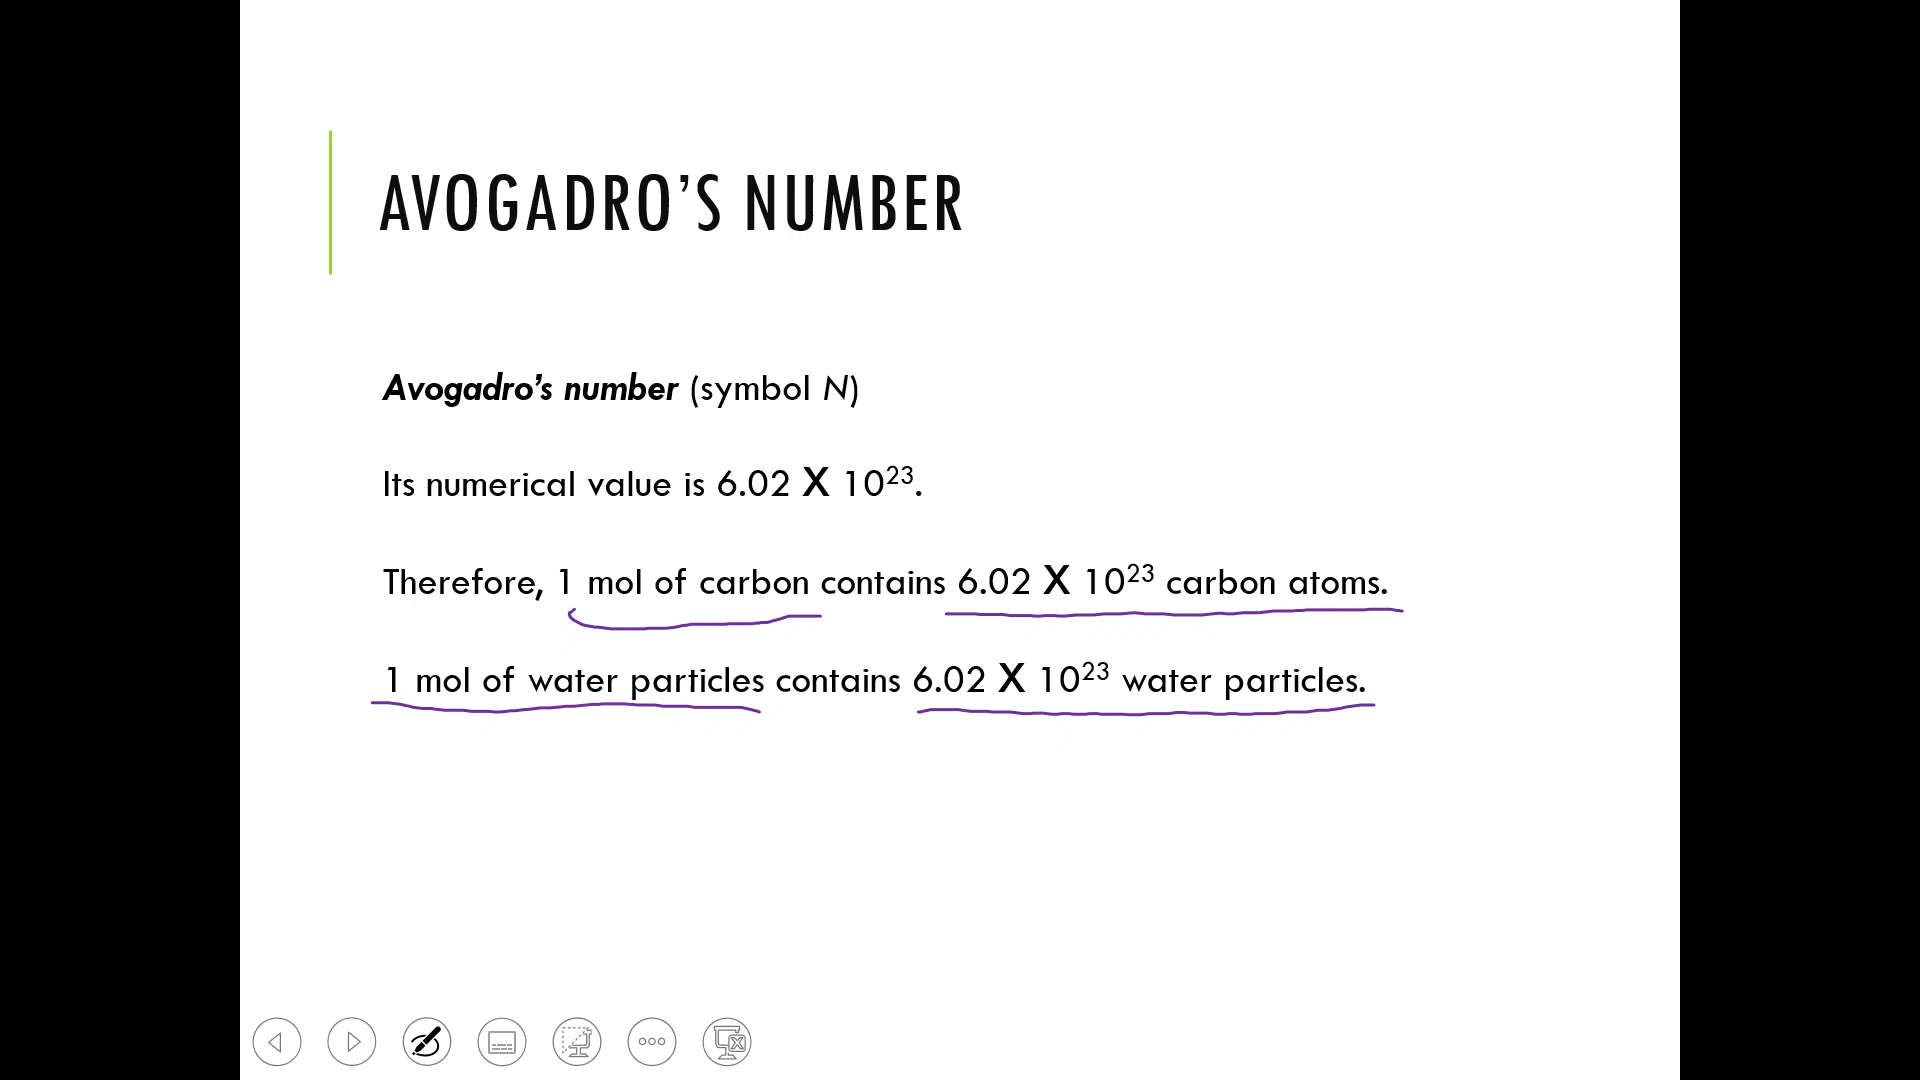 AVOGADRO’S NUMBER
Avogadro’s number (symbol N)
Its numerical value is 6.02 X 10²³.
Therefore, 1 mol of carbon contains 6.02 X 10²³ carbon atoms.
1 mol of water particles contains 6.02 X 10²³ water particles.